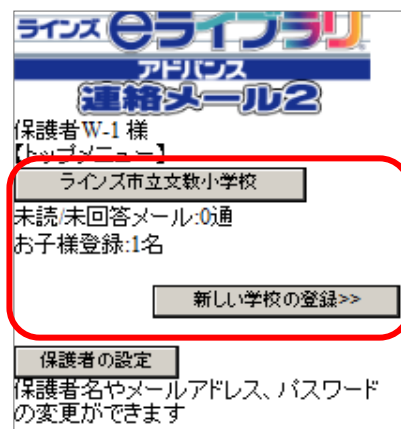 ラインズeライブラリ
アドバンス
連絡メール2
保護者W-1 様
【トップメニュー】
ラインズ市立文教小学校
未読/未回答メール:0通
お子様登録:1名
新しい学校の登録>>
保護者の設定
保護者名やメールアドレス、パスワード
の変更ができます